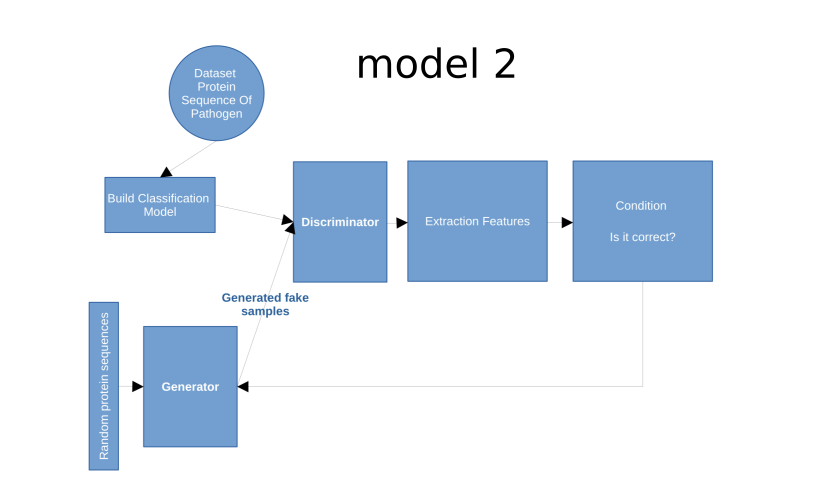 model 2
Dataset
Protein
Sequence Of
Pathogen
Build Classification
Model
Discriminator
Extraction Features
Condition
Is it correct?
Generated fake
samples
Random protein sequences
Generator